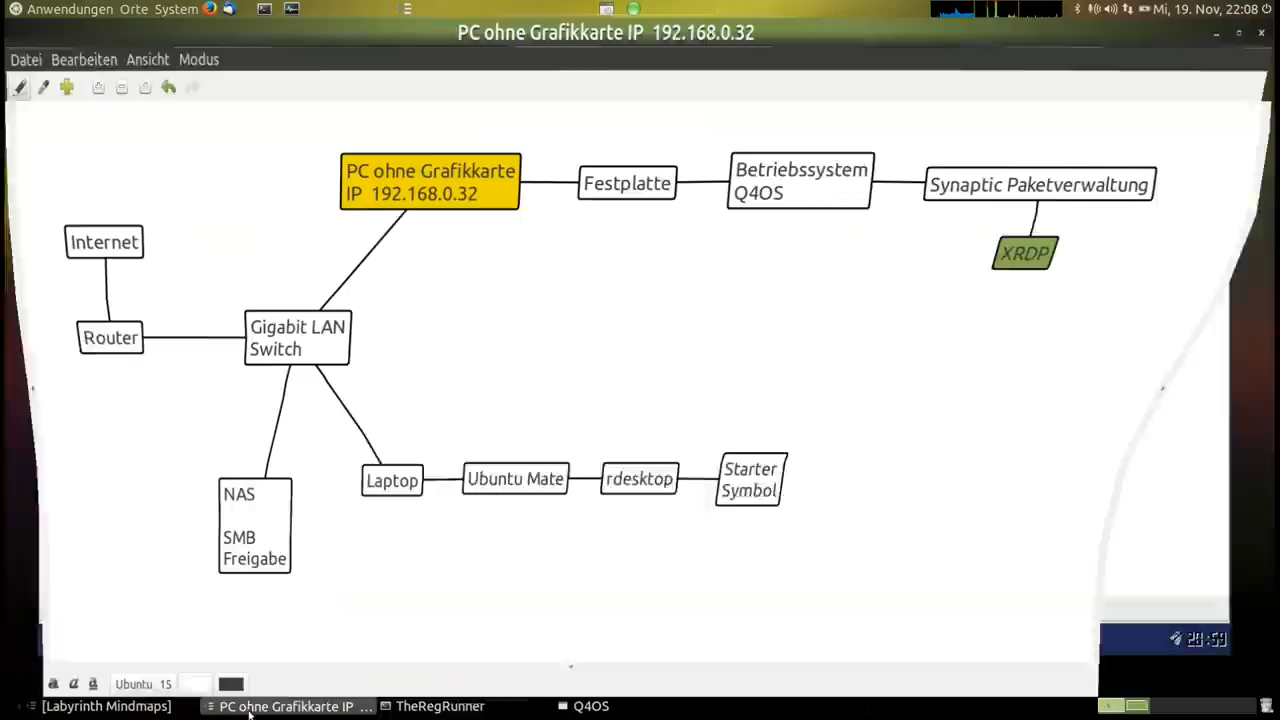 Anwendungen Orte System
Mi, 19. Nov, 22:08
PC ohne Grafikkarte IP 192.168.0.32
Datei Bearbeiten Ansicht Modus
PC ohne Grafikkarte
IP 192.168.0.32
Festplatte
Betriebssystem
Q4OS
Synaptic Paketverwaltung
XRDP
Internet
Router
Gigabit LAN
Switch
NAS
SMB
Freigabe
Laptop
Ubuntu Mate
rdesktop
Starter
Symbol
20:59
a a a Ubuntu 15
[Labyrinth Mindmaps] PC ohne Grafikkarte IP ... TheRegRunner Q4OS